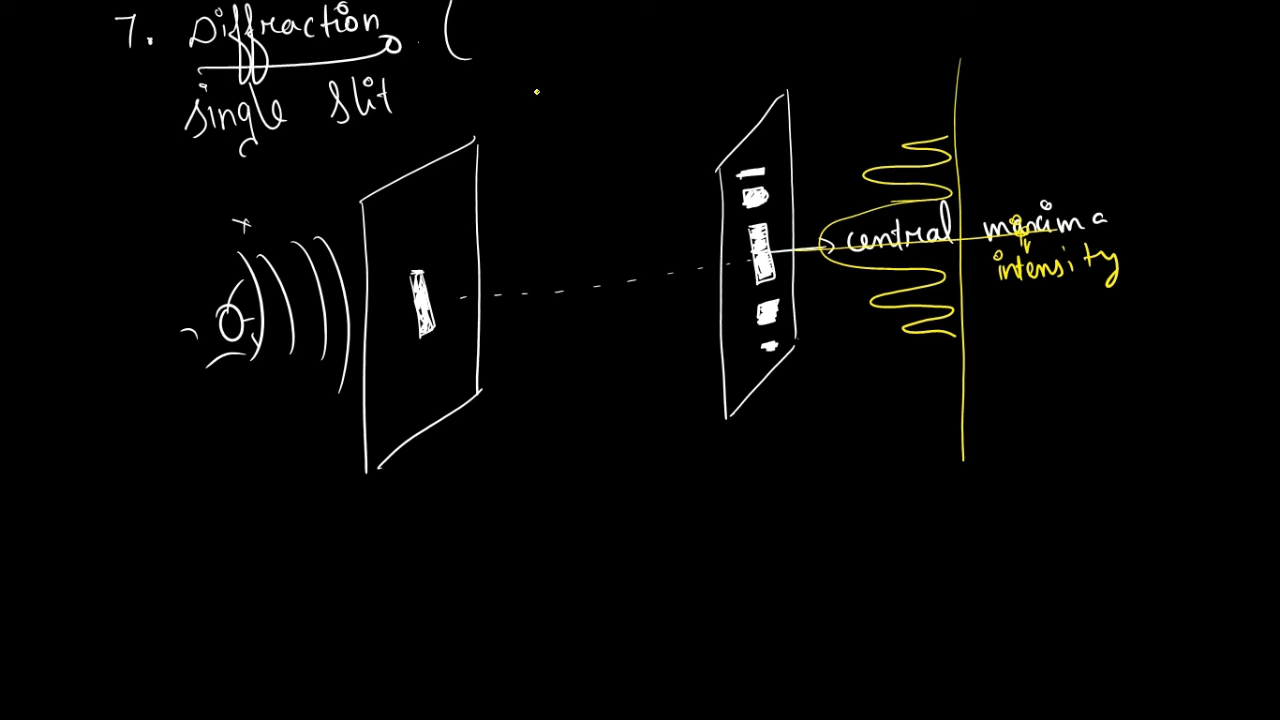 7. Diffraction (
single slit
central maxima
intensity